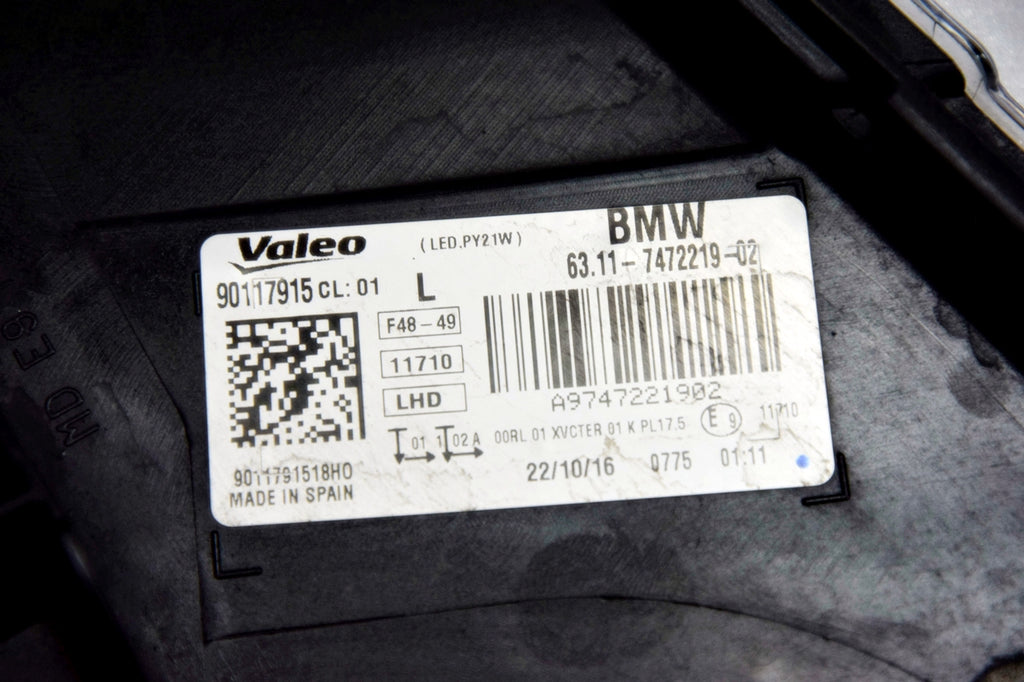 Valeo
(LED.PY21W)
BMW
63.11-7472219-02
90117915 CL: 01
L
F48-49
11710
LHD
A9747221902
01 1 02 A
00RL 01 XVCTER 01 K PL17.5
E 9
11710
9011791518H0
MADE IN SPAIN
22/10/16 0775 01:11
MD E9